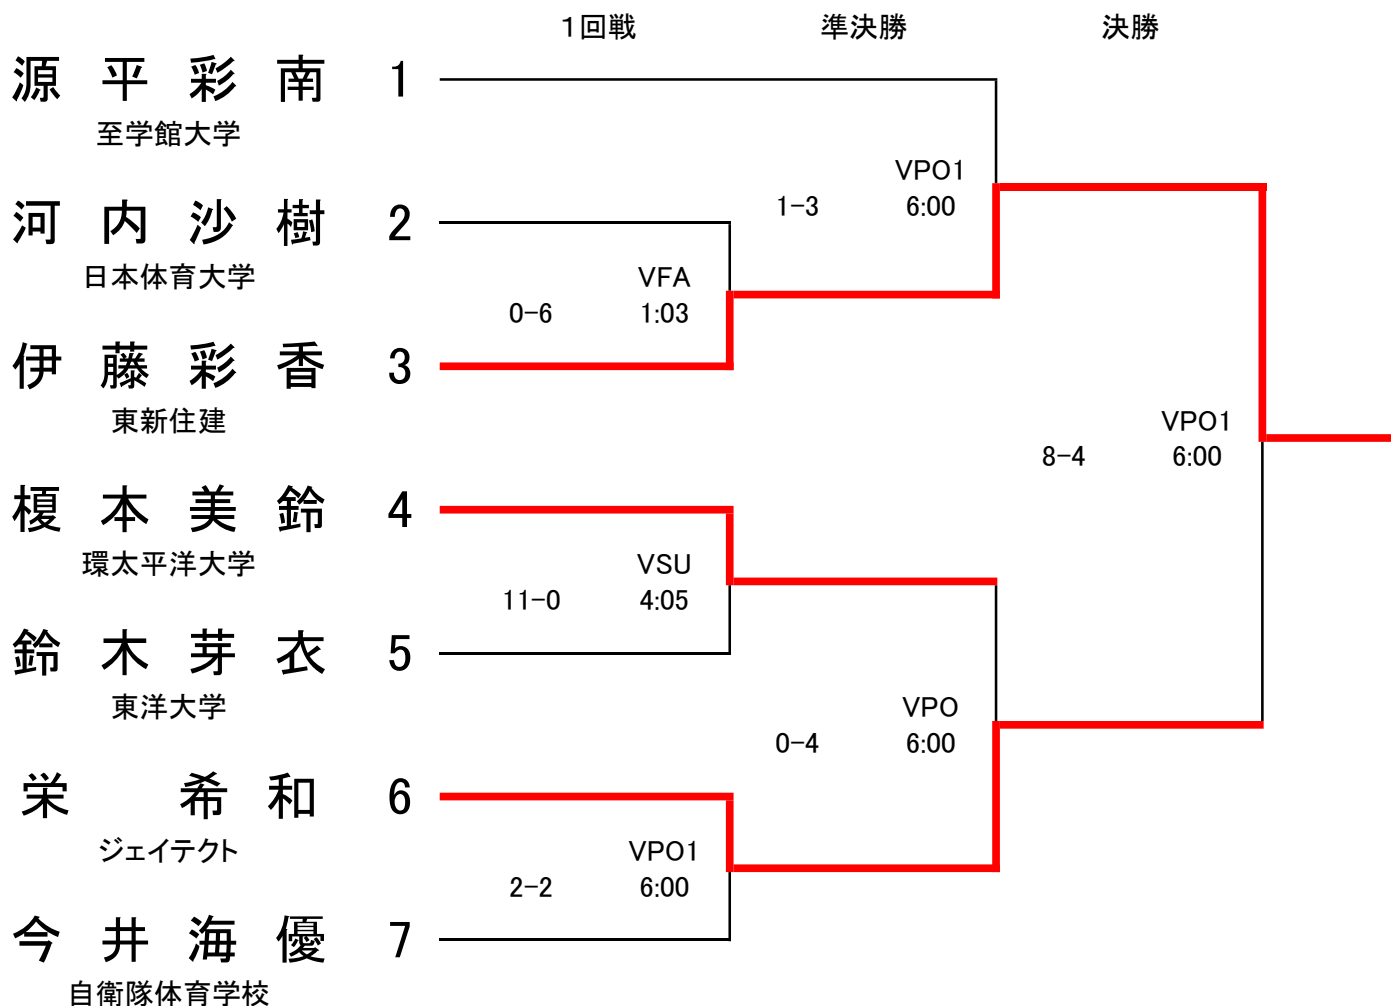 1回戦 準決勝 決勝
源平彩南 1
至学館大学
VPO1
1-3 6:00
河内沙樹 2
日本体育大学
VFA
0-6 1:03
伊藤彩香 3
東新住建
VPO1
8-4 6:00
榎本美鈴 4
環太平洋大学
VSU
11-0 4:05
鈴木芽衣 5
東洋大学
VPO
0-4 6:00
栄希和 6
ジェイテクト
VPO1
2-2 6:00
今井海優 7
自衛隊体育学校